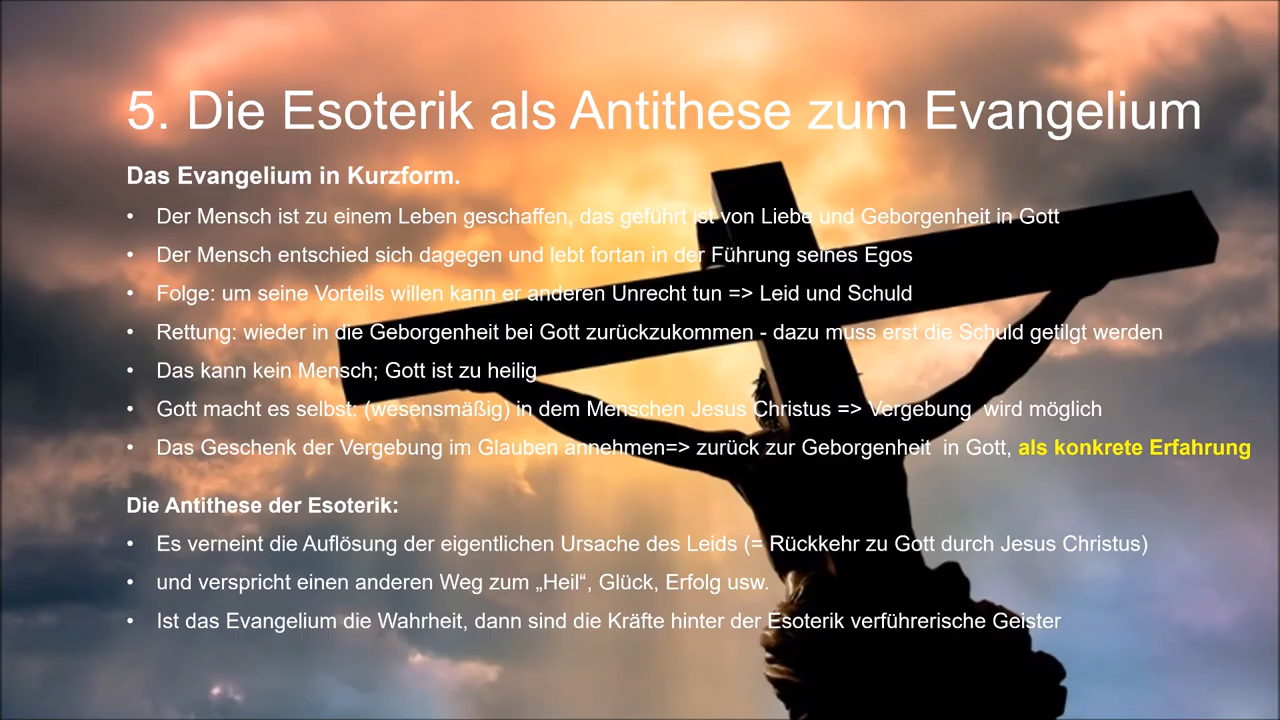 5. Die Esoterik als Antithese zum Evangelium
Das Evangelium in Kurzform.
• Der Mensch ist zu einem Leben geschaffen, das geführt ist von Liebe und Geborgenheit in Gott
• Der Mensch entschied sich dagegen und lebt fortan in der Führung seines Egos
• Folge: um seine Vorteils willen kann er anderen Unrecht tun => Leid und Schuld
• Rettung: wieder in die Geborgenheit bei Gott zurückzukommen - dazu muss erst die Schuld getilgt werden
• Das kann kein Mensch; Gott ist zu heilig
• Gott macht es selbst: (wesensmäßig) in dem Menschen Jesus Christus => Vergebung  wird möglich
• Das Geschenk der Vergebung im Glauben annehmen=> zurück zur Geborgenheit  in Gott, als konkrete Erfahrung
Die Antithese der Esoterik:
• Es verneint die Auflösung der eigentlichen Ursache des Leids (= Rückkehr zu Gott durch Jesus Christus)
• und verspricht einen anderen Weg zum „Heil“, Glück, Erfolg usw.
• Ist das Evangelium die Wahrheit, dann sind die Kräfte hinter der Esoterik verführerische Geister